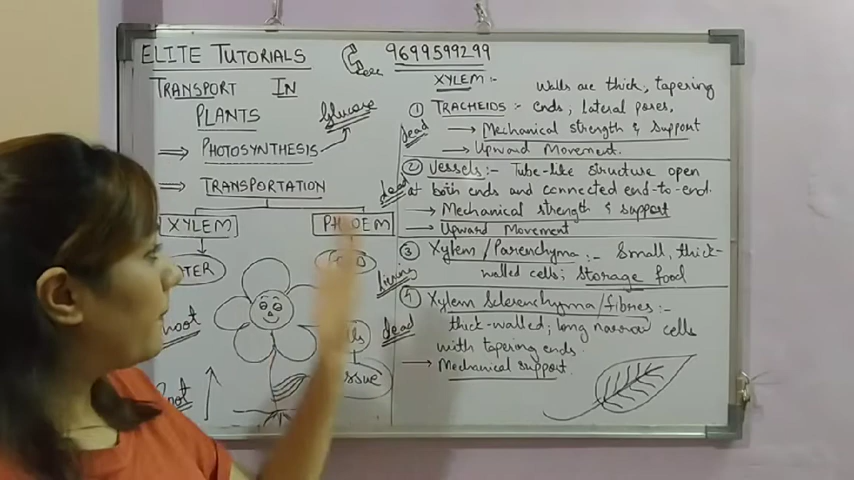 ELITE TUTORIALS
9699599299
TRANSPORT IN
PLANTS
Glucose
PHOTOSYNTHESIS
TRANSPORTATION
XYLEM
FOOD
Shoot
XYLEM:-
Walls are thick, tapering
① TRACHEIDS:- ends, lateral pores,
dead
→ Mechanical strength & support
→ Upward Movement.
② Vessels:- Tube-like structure open
dead
at both ends and connected end-to-end.
→ Mechanical strength & support
→ Upward Movement
③ Xylem/Parenchyma:- Small, thick-
walled cells; storage food
living
④ Xylem Sclerenchyma/fibres:-
dead
thick-walled; long narrow cells
with tapering ends.
→ Mechanical support.